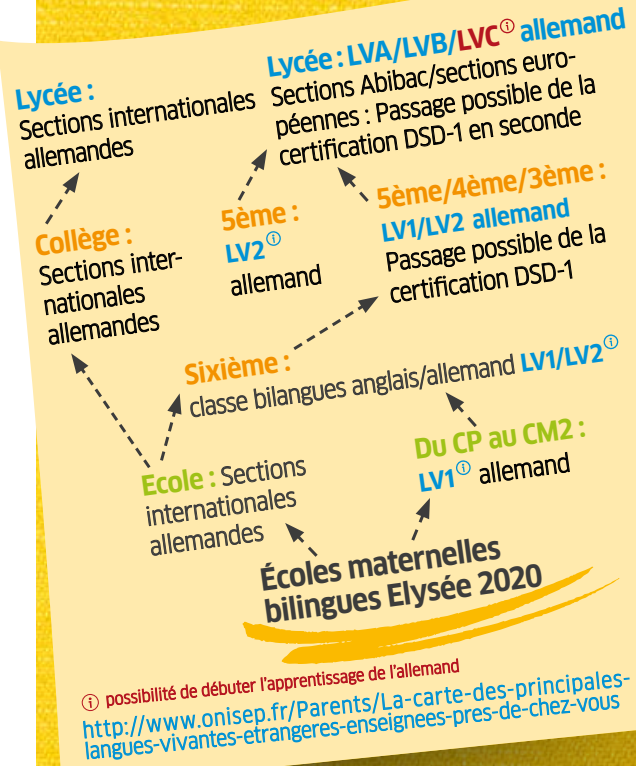 Lycée :
Sections internationales
allemandes
Lycée : LVA/LVB/LVCⓘ allemand
Sections Abibac/sections euro-
péennes : Passage possible de la
certification DSD-1 en seconde
Collège :
Sections inter-
nationales
allemandes
5ème :
LV2ⓘ
allemand
5ème/4ème/3ème :
LV1/LV2 allemand
Passage possible de la
certification DSD-1
Sixième :
classe bilangues anglais/allemand LV1/LV2ⓘ
Ecole : Sections
internationales
allemandes
Du CP au CM2 :
LV1ⓘ allemand
Écoles maternelles
bilingues Elysée 2020
ⓘ possibilité de débuter l'apprentissage de l'allemand
http://www.onisep.fr/Parents/La-carte-des-principales-
langues-vivantes-etrangeres-enseignees-pres-de-chez-vous